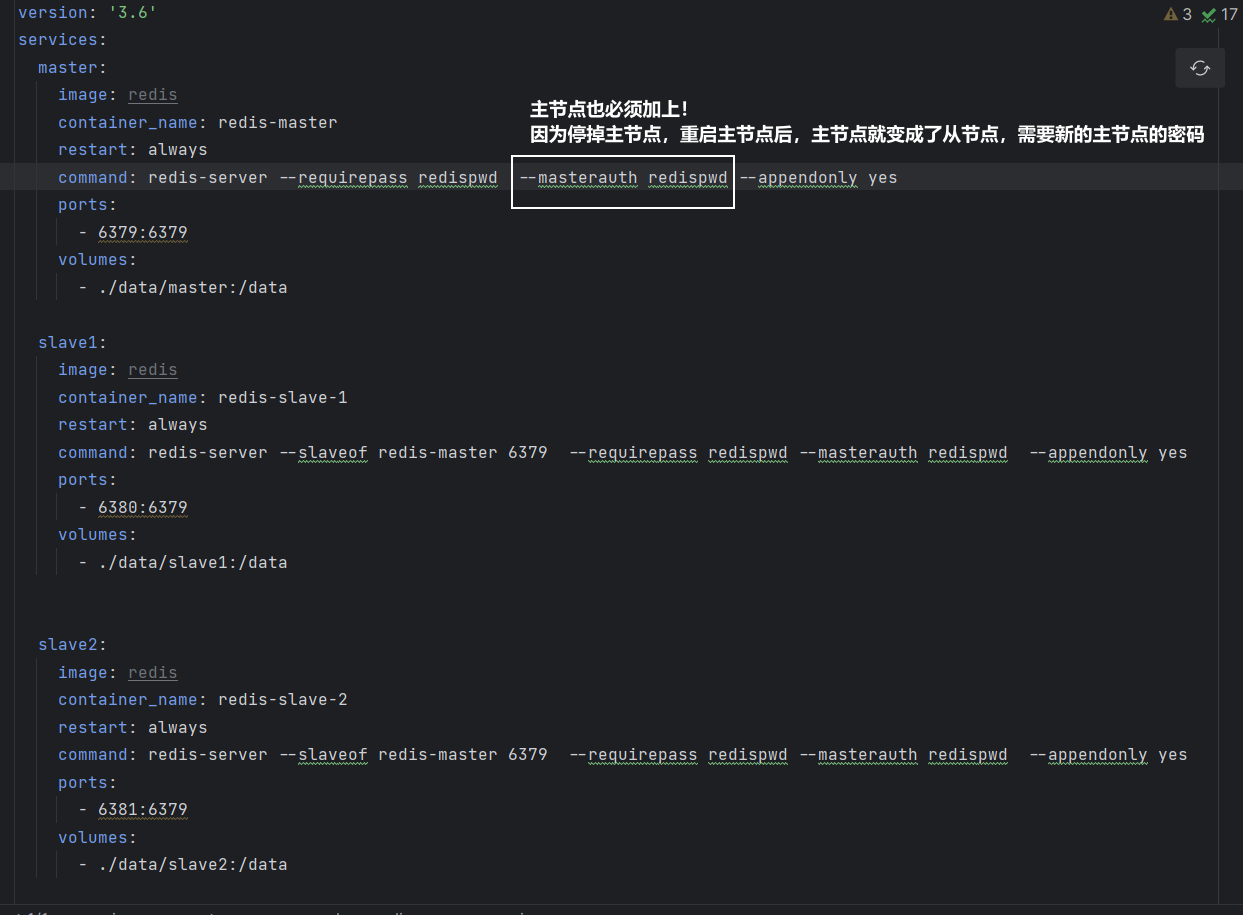 version: '3.6'
3 17
services:
master:
image: redis
container_name: redis-master
主节点也必须加上！
因为停掉主节点，重启主节点后，主节点就变成了从节点，需要新的主节点的密码
restart: always
command: redis-server --requirepass redispwd --masterauth redispwd --appendonly yes
ports:
- 6379:6379
volumes:
- ./data/master:/data
slave1:
image: redis
container_name: redis-slave-1
restart: always
command: redis-server --slaveof redis-master 6379 --requirepass redispwd --masterauth redispwd --appendonly yes
ports:
- 6380:6379
volumes:
- ./data/slave1:/data
slave2:
image: redis
container_name: redis-slave-2
restart: always
command: redis-server --slaveof redis-master 6379 --requirepass redispwd --masterauth redispwd --appendonly yes
ports:
- 6381:6379
volumes:
- ./data/slave2:/data